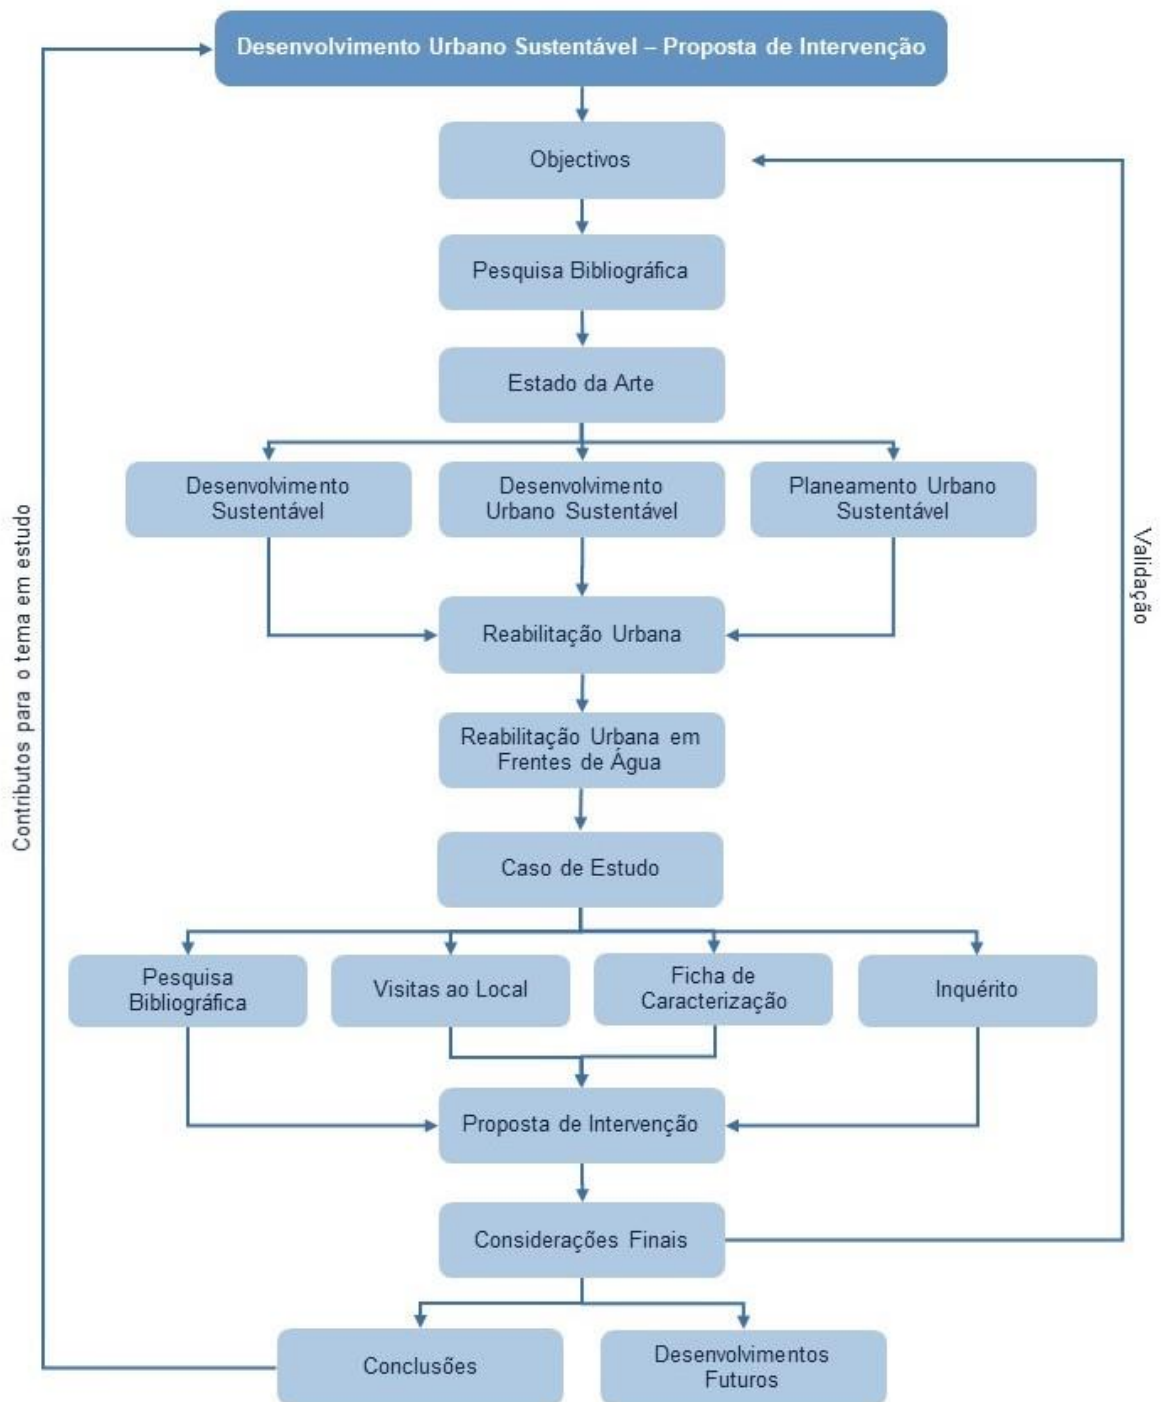 Desenvolvimento Urbano Sustentável – Proposta de Intervenção
Objectivos
Pesquisa Bibliográfica
Estado da Arte
Desenvolvimento
Sustentável
Desenvolvimento
Urbano Sustentável
Planeamento Urbano
Sustentável
Reabilitação Urbana
Reabilitação Urbana em
Frentes de Água
Caso de Estudo
Pesquisa
Bibliográfica
Visitas ao Local
Ficha de
Caracterização
Inquérito
Proposta de Intervenção
Considerações Finais
Conclusões
Desenvolvimentos
Futuros
Contributos para o tema em estudo
Validação